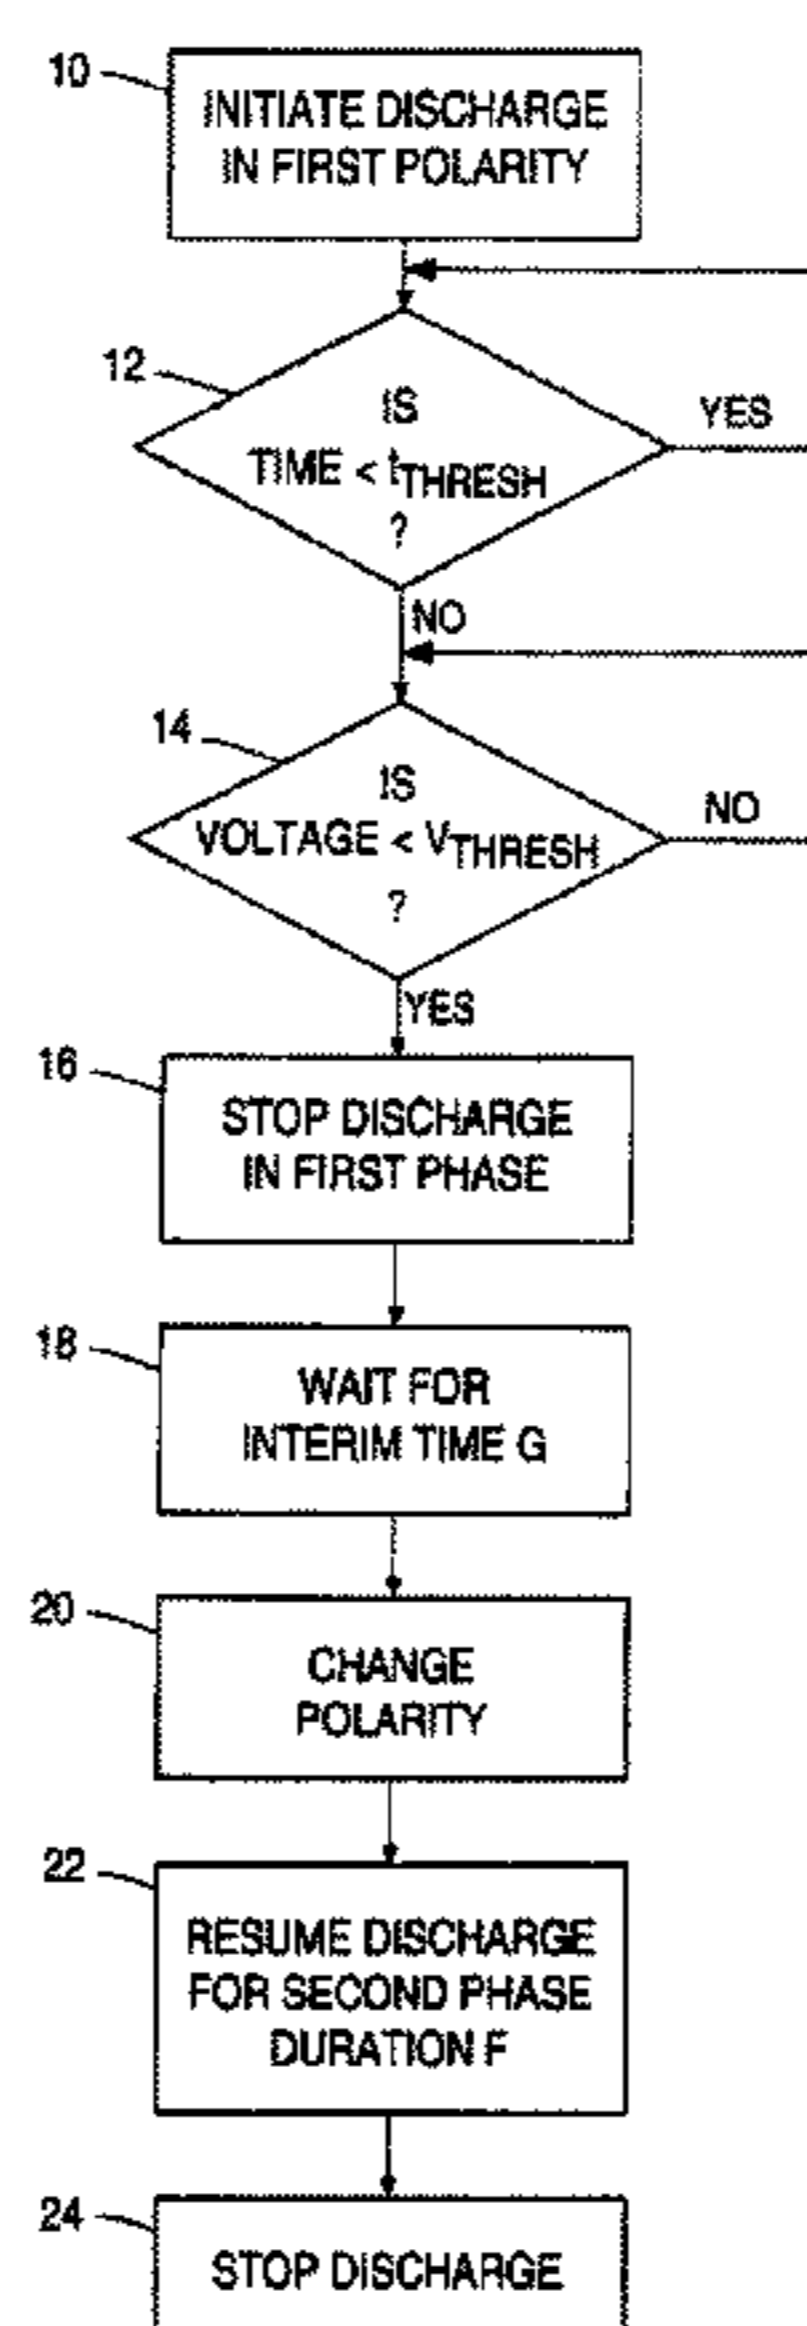 10
INITIATE DISCHARGE
IN FIRST POLARITY
12
IS
TIME < tTHRESH
?
YES
NO
14
IS
VOLTAGE < VTHRESH
?
NO
YES
16
STOP DISCHARGE
IN FIRST PHASE
18
WAIT FOR
INTERIM TIME G
20
CHANGE
POLARITY
22
RESUME DISCHARGE
FOR SECOND PHASE
DURATION F
24
STOP DISCHARGE